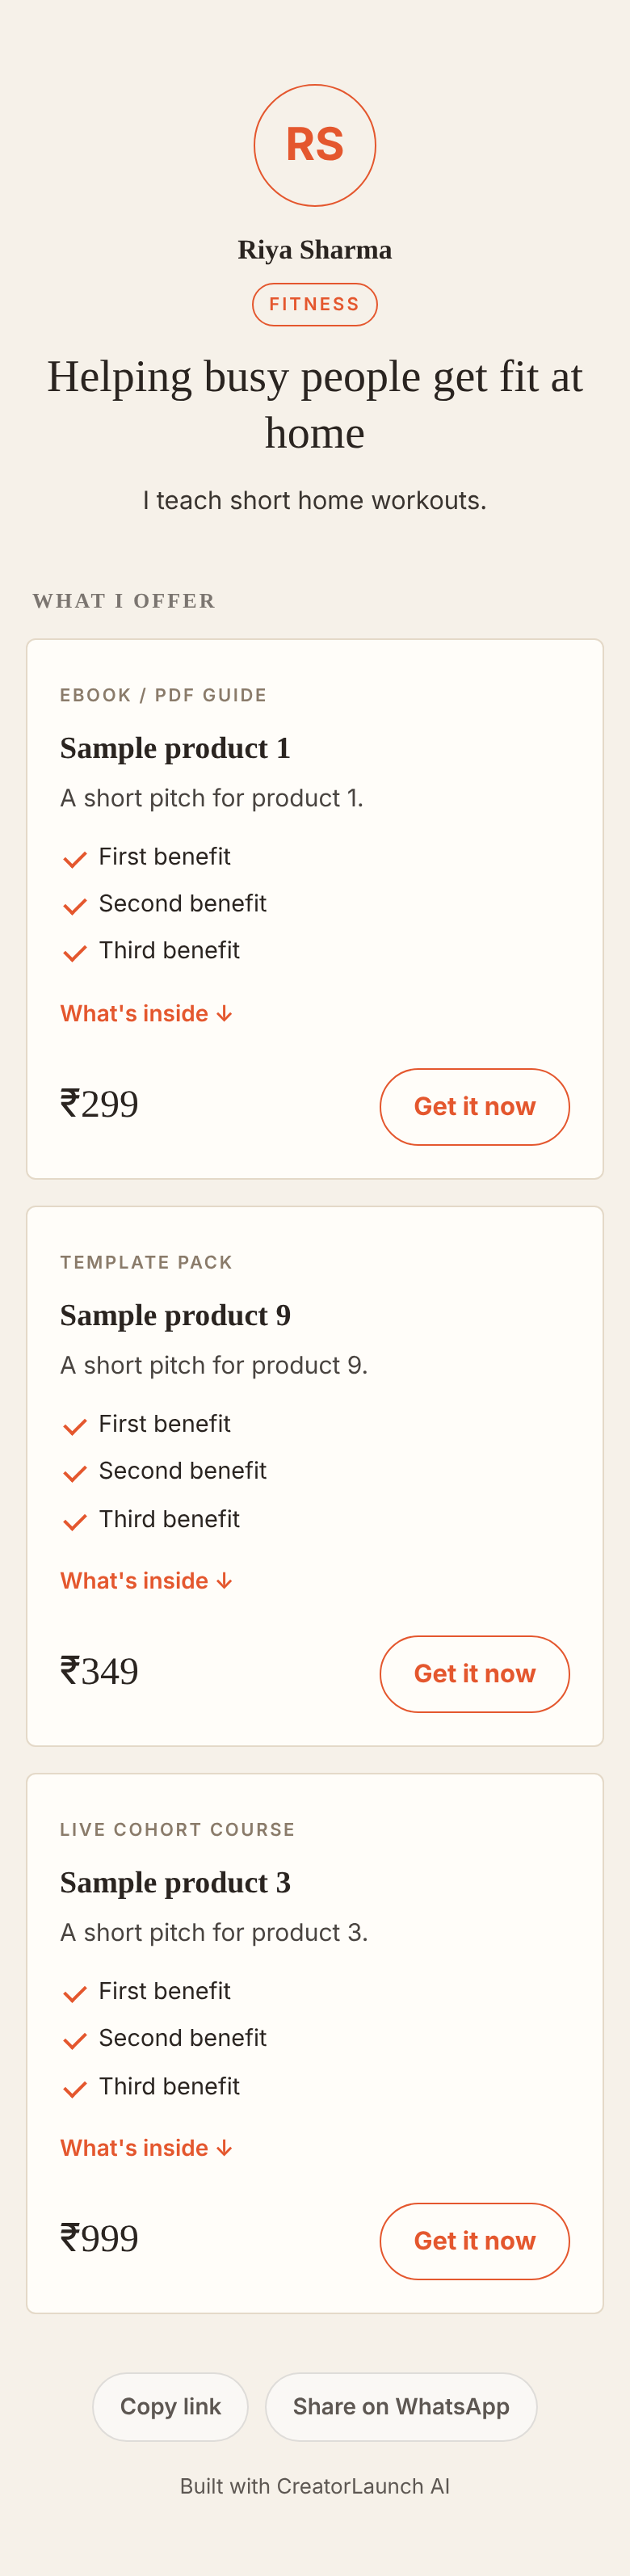 RS
Riya Sharma
FITNESS
Helping busy people get fit at
home
I teach short home workouts.
WHAT I OFFER
EBOOK / PDF GUIDE
Sample product 1
A short pitch for product 1.
First benefit
Second benefit
Third benefit
What's inside ↓
₹299
Get it now
TEMPLATE PACK
Sample product 9
A short pitch for product 9.
First benefit
Second benefit
Third benefit
What's inside ↓
₹349
Get it now
LIVE COHORT COURSE
Sample product 3
A short pitch for product 3.
First benefit
Second benefit
Third benefit
What's inside ↓
₹999
Get it now
Copy link
Share on WhatsApp
Built with CreatorLaunch AI